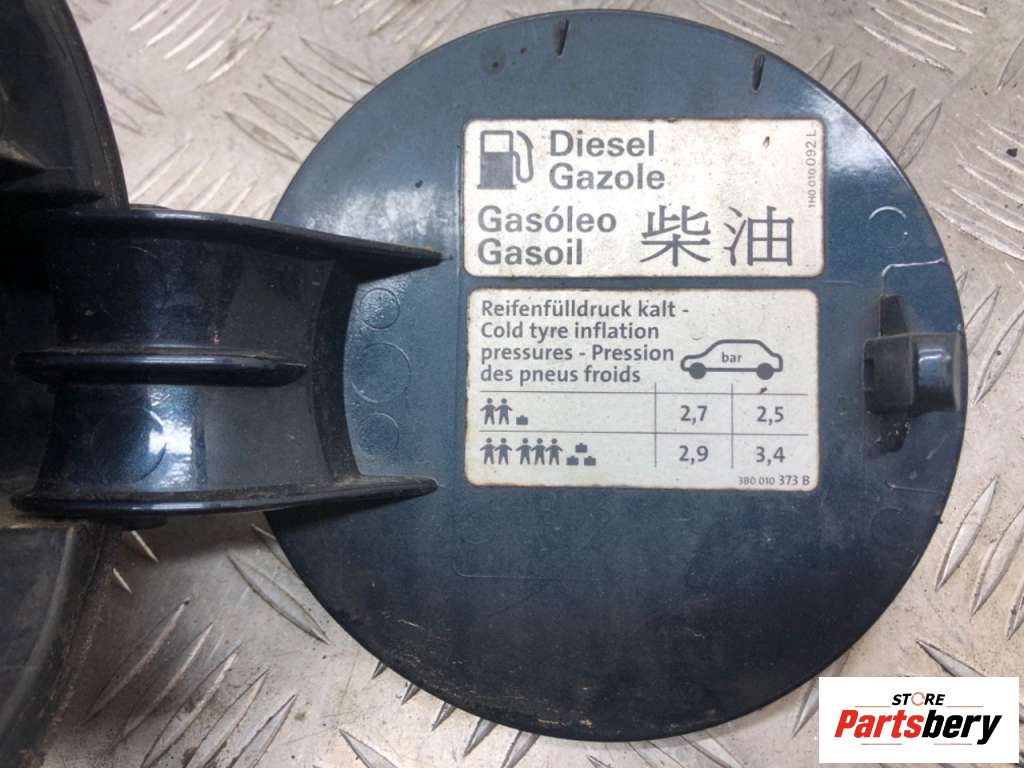 Diesel
Gazole
Gasóleo
Gasoil
柴油
1H0 010 092 L
Reifenfülldruck kalt -
Cold tyre inflation
pressures - Pression
des pneus froids
bar
2,7 2,5
2,9 3,4
3B0 010 373 B
STORE
Partsbery